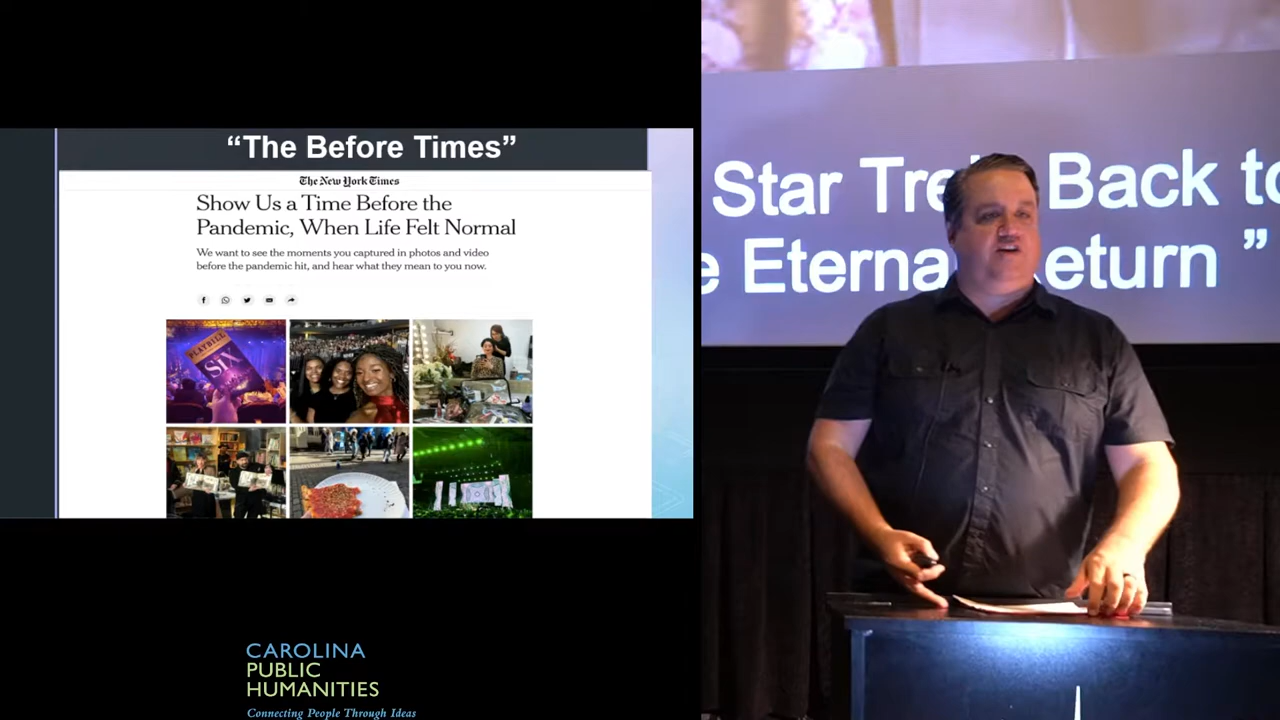 “The Before Times”
The New York Times
Show Us a Time Before the
Pandemic, When Life Felt Normal
We want to see the moments you captured in photos and video
before the pandemic hit, and hear what they mean to you now.
PLAYBILL
SIX
CAROLINA
PUBLIC
HUMANITIES
Connecting People Through Ideas
Star Tre Back to
e Eterna eturn ”